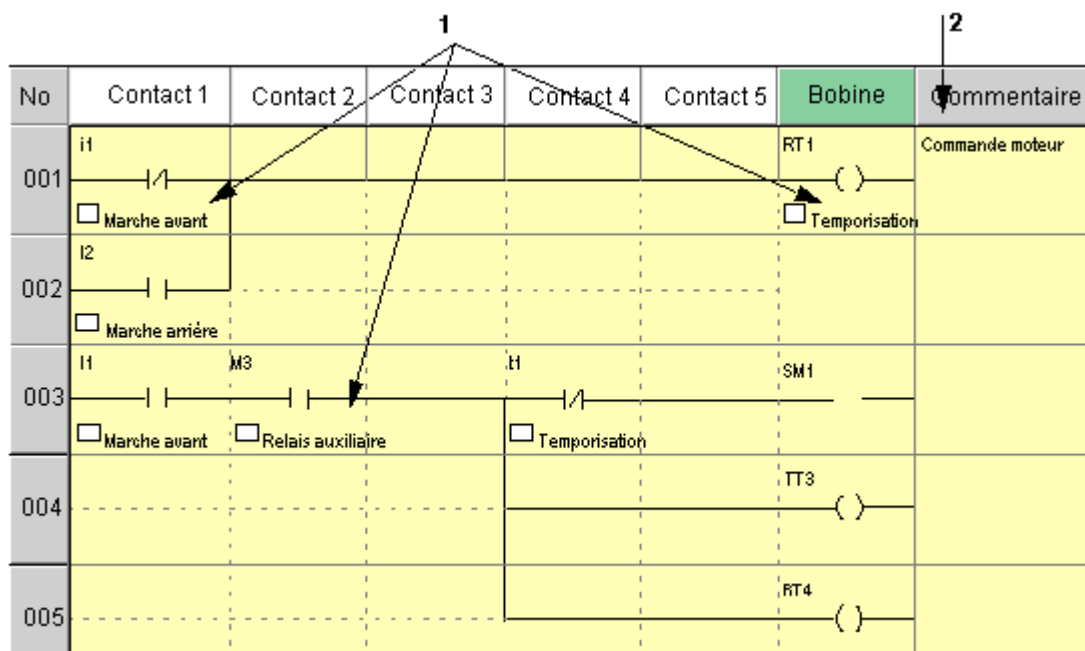 1
2
No Contact 1 Contact 2 Contact 3 Contact 4 Contact 5 Bobine Commentaire
i1 RT1 Commande moteur
001
Marche avant Temporisation
I2
002
Marche arrière
I1 M3 t1 SM1
003
Marche avant Relais auxiliaire Temporisation
TT3
004
RT4
005